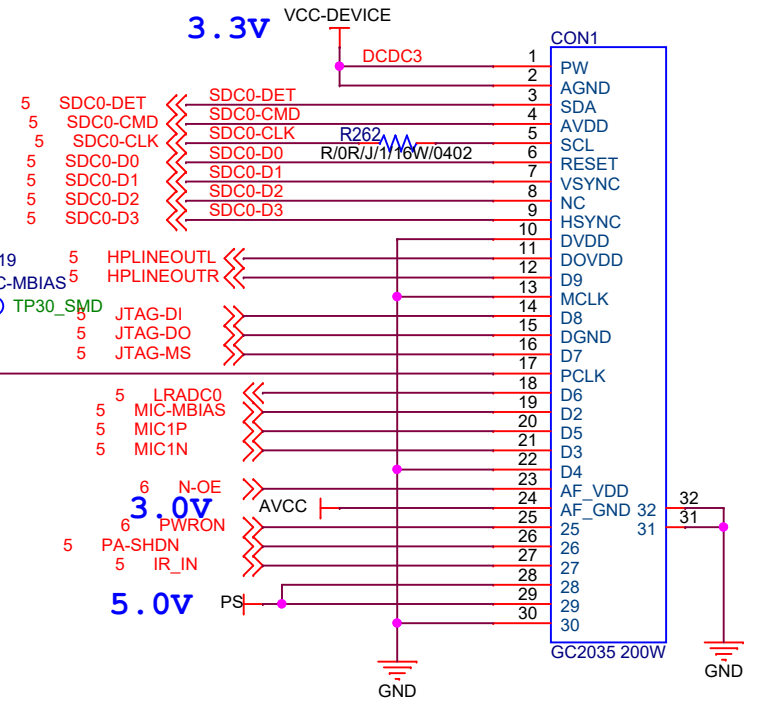 VCC-DEVICE
3.3V
CON1
DCDC3
1 PW
2 AGND
5 SDC0-DET SDC0-DET 3 SDA
5 SDC0-CMD SDC0-CMD 4 AVDD
5 SDC0-CLK SDC0-CLK R262 5 SCL
R/0R/J/1/16W/0402
5 SDC0-D0 SDC0-D0 6 RESET
5 SDC0-D1 SDC0-D1 7 VSYNC
5 SDC0-D2 SDC0-D2 8 NC
5 SDC0-D3 SDC0-D3 9 HSYNC
10 DVDD
19 5 HPLINEOUTL 11 DOVDD
C-MBIAS 5 HPLINEOUTR 12 D9
TP30_SMD
13 MCLK
5 JTAG-DI 14 D8
5 JTAG-DO 15 DGND
5 JTAG-MS 16 D7
17 PCLK
5 LRADC0 18 D6
5 MIC-MBIAS 19 D2
5 MIC1P 20 D5
5 MIC1N 21 D3
22 D4
6 N-OE 23 AF_VDD
3.0V AVCC 24 AF_GND 32 32
6 PWRON 25 25 31 31
5 PA-SHDN 26 26
5 IR_IN 27 27
28 28
5.0V PS 29 29
30 30
GC2035 200W
GND
GND